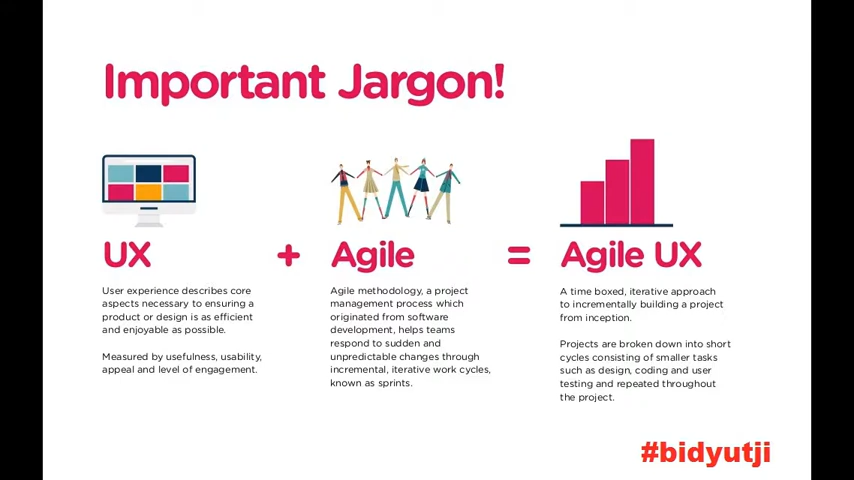 Important Jargon!
UX
+
Agile
=
Agile UX
User experience describes core
aspects necessary to ensuring a
product or design is as efficient
and enjoyable as possible.
Measured by usefulness, usability,
appeal and level of engagement.
Agile methodology, a project
management process which
originated from software
development, helps teams
respond to sudden and
unpredictable changes through
incremental, iterative work cycles,
known as sprints.
A time boxed, iterative approach
to incrementally building a project
from inception.
Projects are broken down into short
cycles consisting of smaller tasks
such as design, coding and user
testing and repeated throughout
the project.
#bidyutji